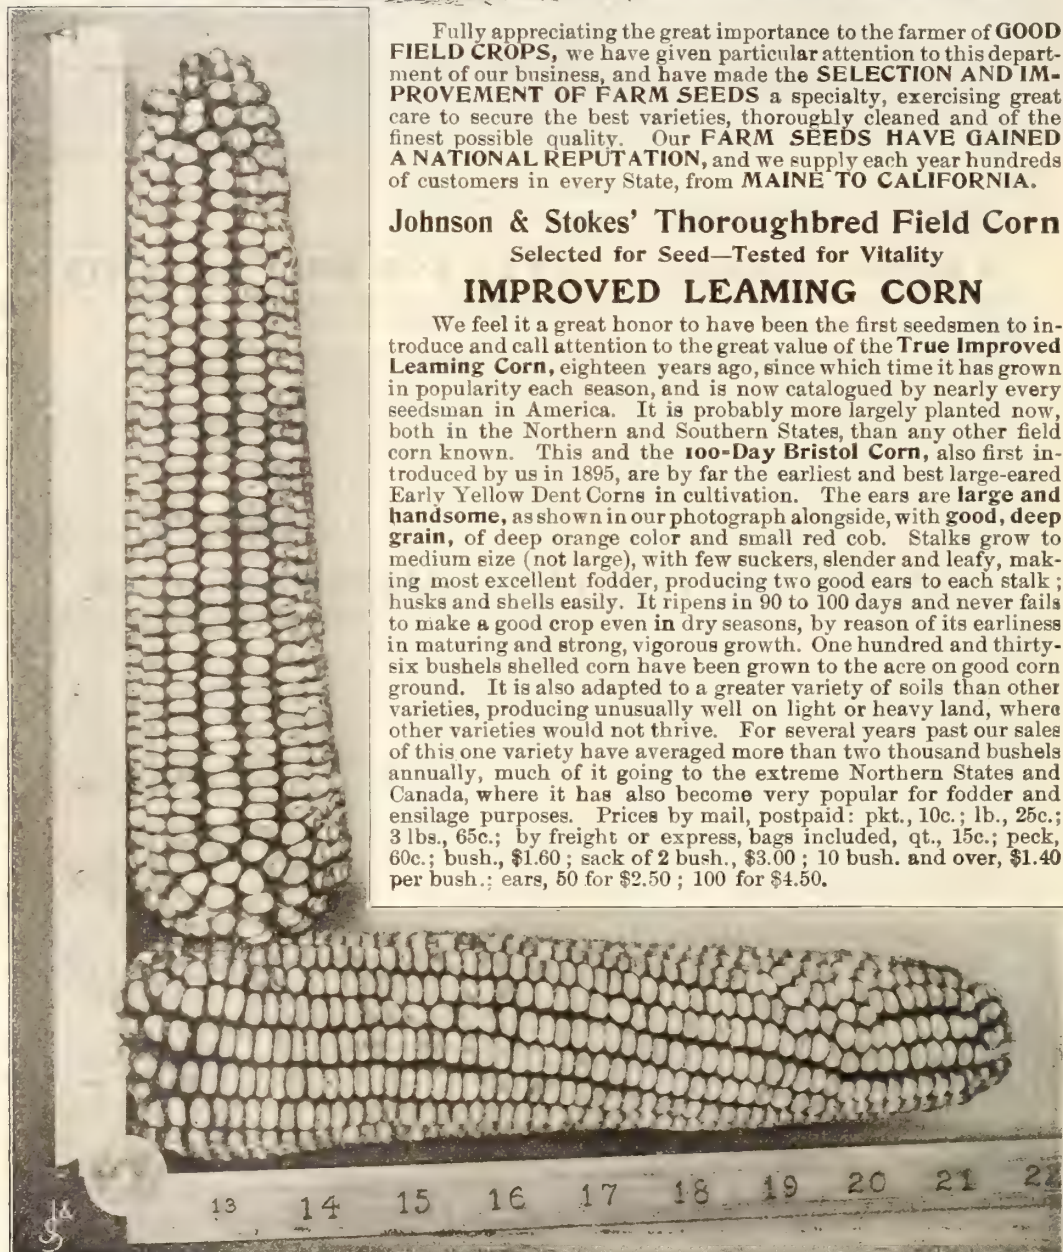 Fully appreciating the great importance to the farmer of GOOD
FIELD CROPS, we have given particular attention to this depart-
ment of our business, and have made the SELECTION AND IM-
PROVEMENT OF FARM SEEDS a specialty, exercising great
care to secure the best varieties, thoroughly cleaned and of the
finest possible quality. Our FARM SEEDS HAVE GAINED
A NATIONAL REPUTATION, and we supply each year hundreds
of customers in every State, from MAINE TO CALIFORNIA.
Johnson & Stokes' Thoroughbred Field Corn
Selected for Seed—Tested for Vitality
IMPROVED LEAMING CORN
We feel it a great honor to have been the first seedsmen to in-
troduce and call attention to the great value of the True Improved
Leaming Corn, eighteen years ago, since which time it has grown
in popularity each season, and is now catalogued by nearly every
seedsman in America. It is probably more largely planted now,
both in the Northern and Southern States, than any other field
corn known. This and the 100-Day Bristol Corn, also first in-
troduced by us in 1895, are by far the earliest and best large-eared
Early Yellow Dent Corns in cultivation. The ears are large and
handsome, as shown in our photograph alongside, with good, deep
grain, of deep orange color and small red cob. Stalks grow to
medium size (not large), with few suckers, slender and leafy, mak-
ing most excellent fodder, producing two good ears to each stalk;
husks and shells easily. It ripens in 90 to 100 days and never fails
to make a good crop even in dry seasons, by reason of its earliness
in maturing and strong, vigorous growth. One hundred and thirty-
six bushels shelled corn have been grown to the acre on good corn
ground. It is also adapted to a greater variety of soils than other
varieties, producing unusually well on light or heavy land, where
other varieties would not thrive. For several years past our sales
of this one variety have averaged more than two thousand bushels
annually, much of it going to the extreme Northern States and
Canada, where it has also become very popular for fodder and
ensilage purposes. Prices by mail, postpaid: pkt., 10c.; lb., 25c.;
3 lbs., 65c.; by freight or express, bags included, qt., 15c.; peck,
60c.; bush., $1.60; sack of 2 bush., $3.00; 10 bush. and over, $1.40
per bush.; ears, 50 for $2.50; 100 for $4.50.
13 14 15 16 17 18 19 20 21 22
J & S